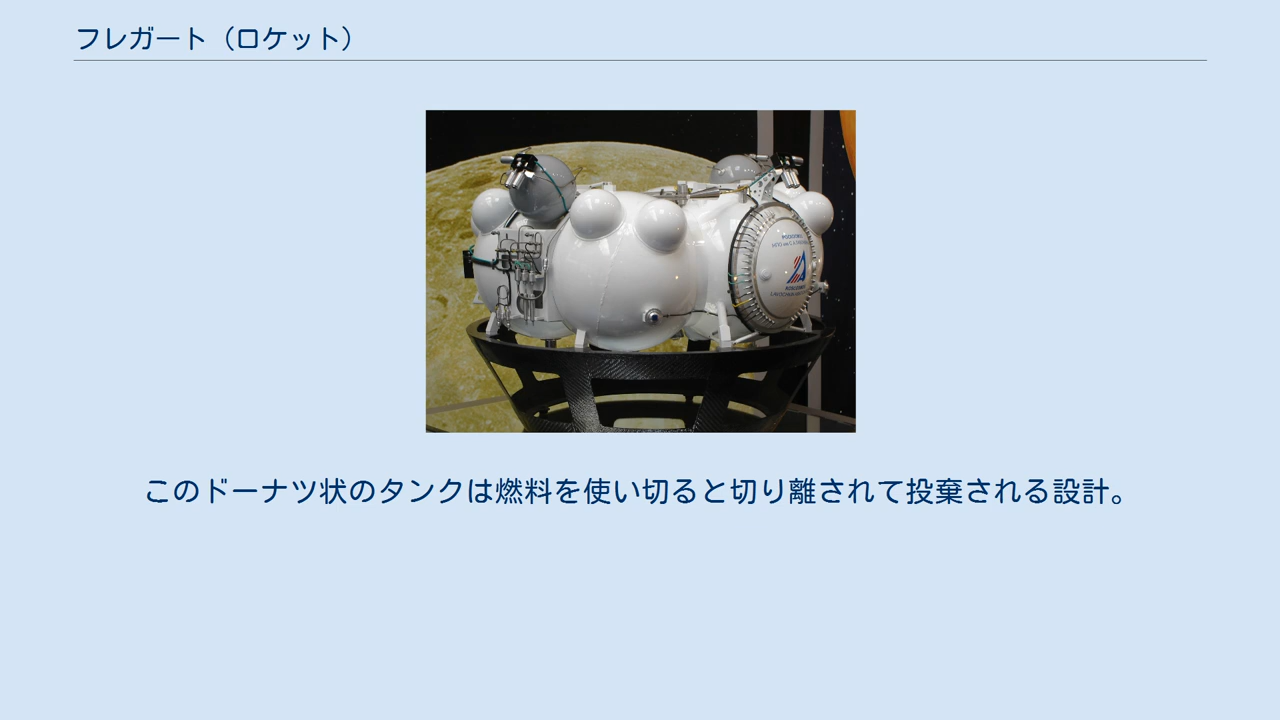 フレガート（ロケット）
このドーナツ状のタンクは燃料を使い切ると切り離されて投棄される設計。